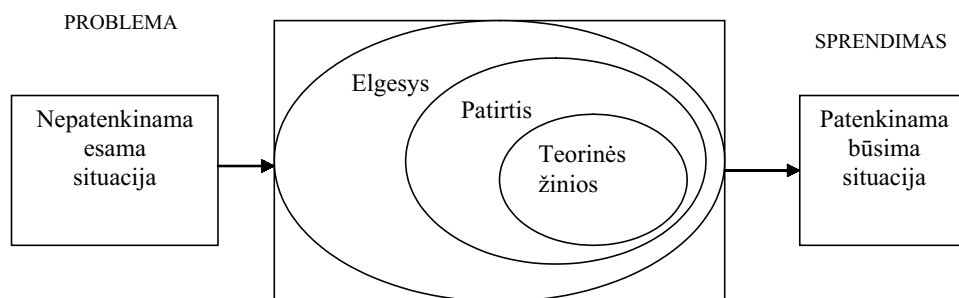 PROBLEMA
Nepatenkinama
esama
situacija
Elgesys
Patirtis
Teorinės
žinios
SPRENDIMAS
Patenkinama
būsima
situacija